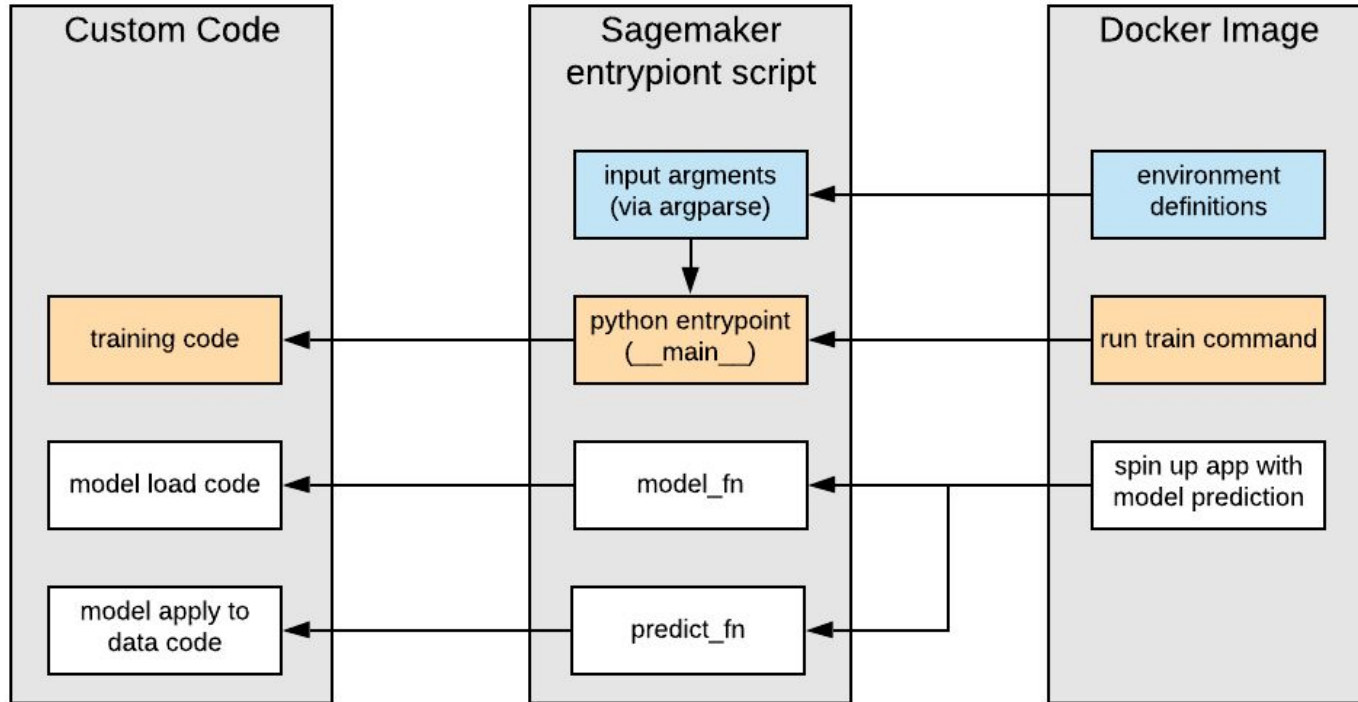 Custom Code
Sagemaker
entrypiont script
Docker Image
input argments
(via argparse)
environment
definitions
training code
python entrypoint
(__main__)
run train command
model load code
model_fn
spin up app with
model prediction
model apply to
data code
predict_fn